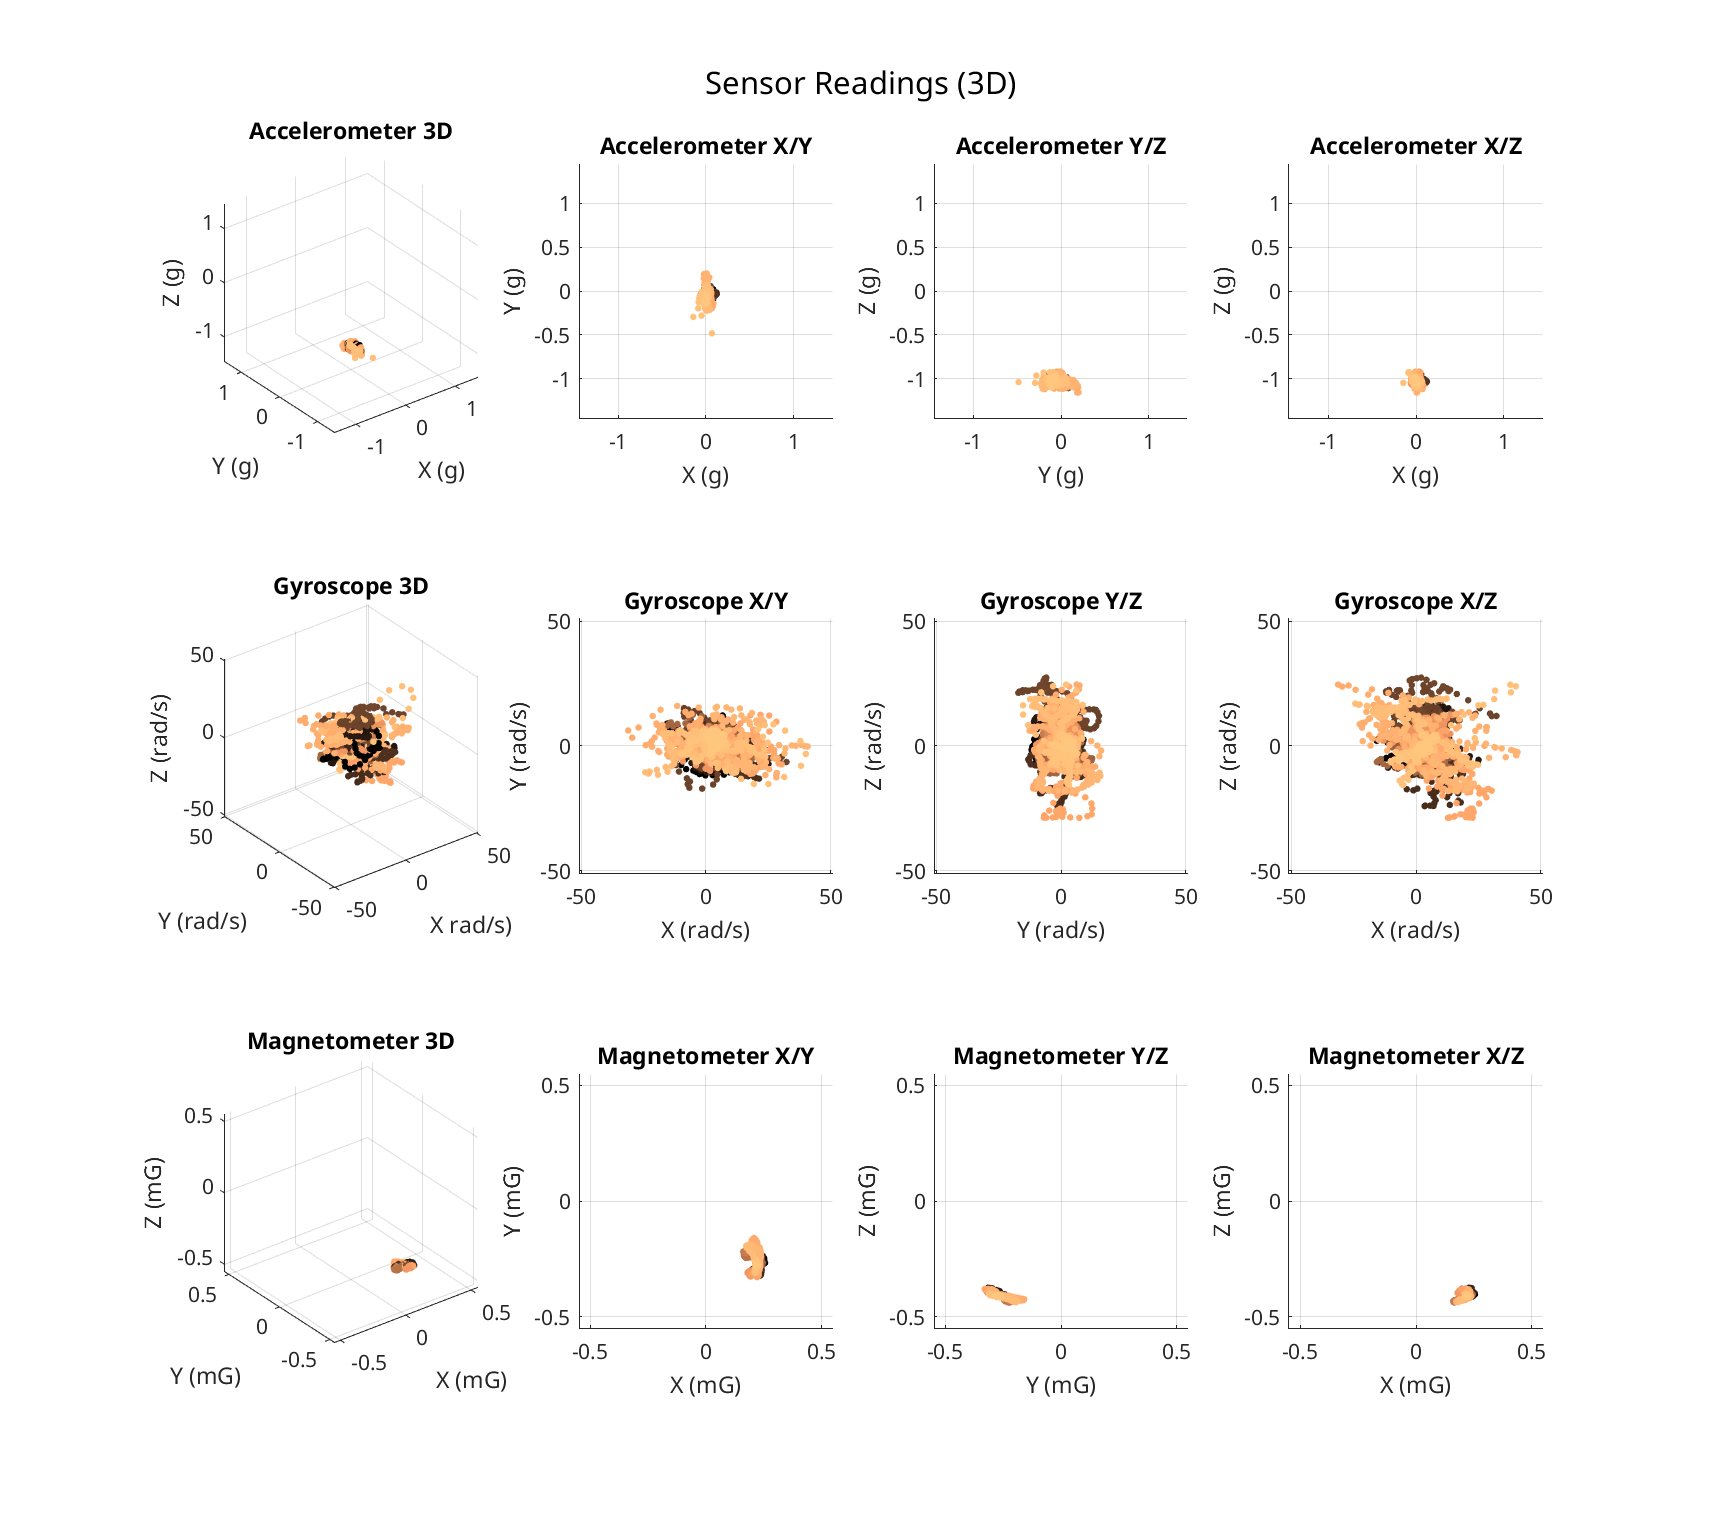 Sensor Readings (3D)
Accelerometer 3D
1
0
-1
Z (g)
1
0
-1
Y (g)
-1
0
1
X (g)
Accelerometer X/Y
1
0.5
0
-0.5
-1
Y (g)
-1 0 1
X (g)
Accelerometer Y/Z
1
0.5
0
-0.5
-1
Z (g)
-1 0 1
Y (g)
Accelerometer X/Z
1
0.5
0
-0.5
-1
Z (g)
-1 0 1
X (g)
Gyroscope 3D
50
0
-50
Z (rad/s)
50
0
-50
Y (rad/s)
-50
0
50
X rad/s)
Gyroscope X/Y
50
0
-50
Y (rad/s)
-50 0 50
X (rad/s)
Gyroscope Y/Z
50
0
-50
Z (rad/s)
-50 0 50
Y (rad/s)
Gyroscope X/Z
50
0
-50
Z (rad/s)
-50 0 50
X (rad/s)
Magnetometer 3D
0.5
0
-0.5
Z (mG)
0.5
0
-0.5
Y (mG)
-0.5
0
0.5
X (mG)
Magnetometer X/Y
0.5
0
-0.5
Y (mG)
-0.5 0 0.5
X (mG)
Magnetometer Y/Z
0.5
0
-0.5
Z (mG)
-0.5 0 0.5
Y (mG)
Magnetometer X/Z
0.5
0
-0.5
Z (mG)
-0.5 0 0.5
X (mG)